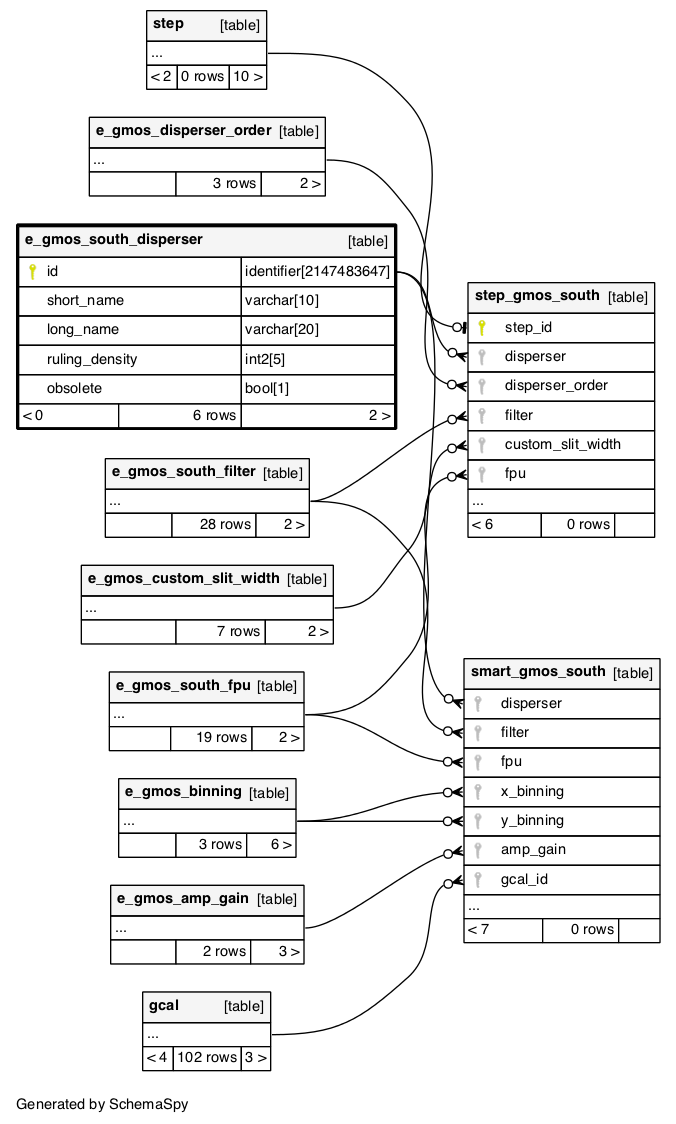 step [table]
...
< 2 0 rows 10 >
e_gmos_disperser_order [table]
...
3 rows 2 >
e_gmos_south_disperser [table]
id identifier[2147483647]
short_name varchar[10]
long_name varchar[20]
ruling_density int2[5]
obsolete bool[1]
< 0 6 rows 2 >
step_gmos_south [table]
step_id
disperser
disperser_order
filter
custom_slit_width
fpu
...
< 6 0 rows
e_gmos_south_filter [table]
...
28 rows 2 >
e_gmos_custom_slit_width [table]
...
7 rows 2 >
e_gmos_south_fpu [table]
...
19 rows 2 >
smart_gmos_south [table]
disperser
filter
fpu
x_binning
y_binning
amp_gain
gcal_id
...
< 7 0 rows
e_gmos_binning [table]
...
3 rows 6 >
e_gmos_amp_gain [table]
...
2 rows 3 >
gcal [table]
...
< 4 102 rows 3 >
Generated by SchemaSpy